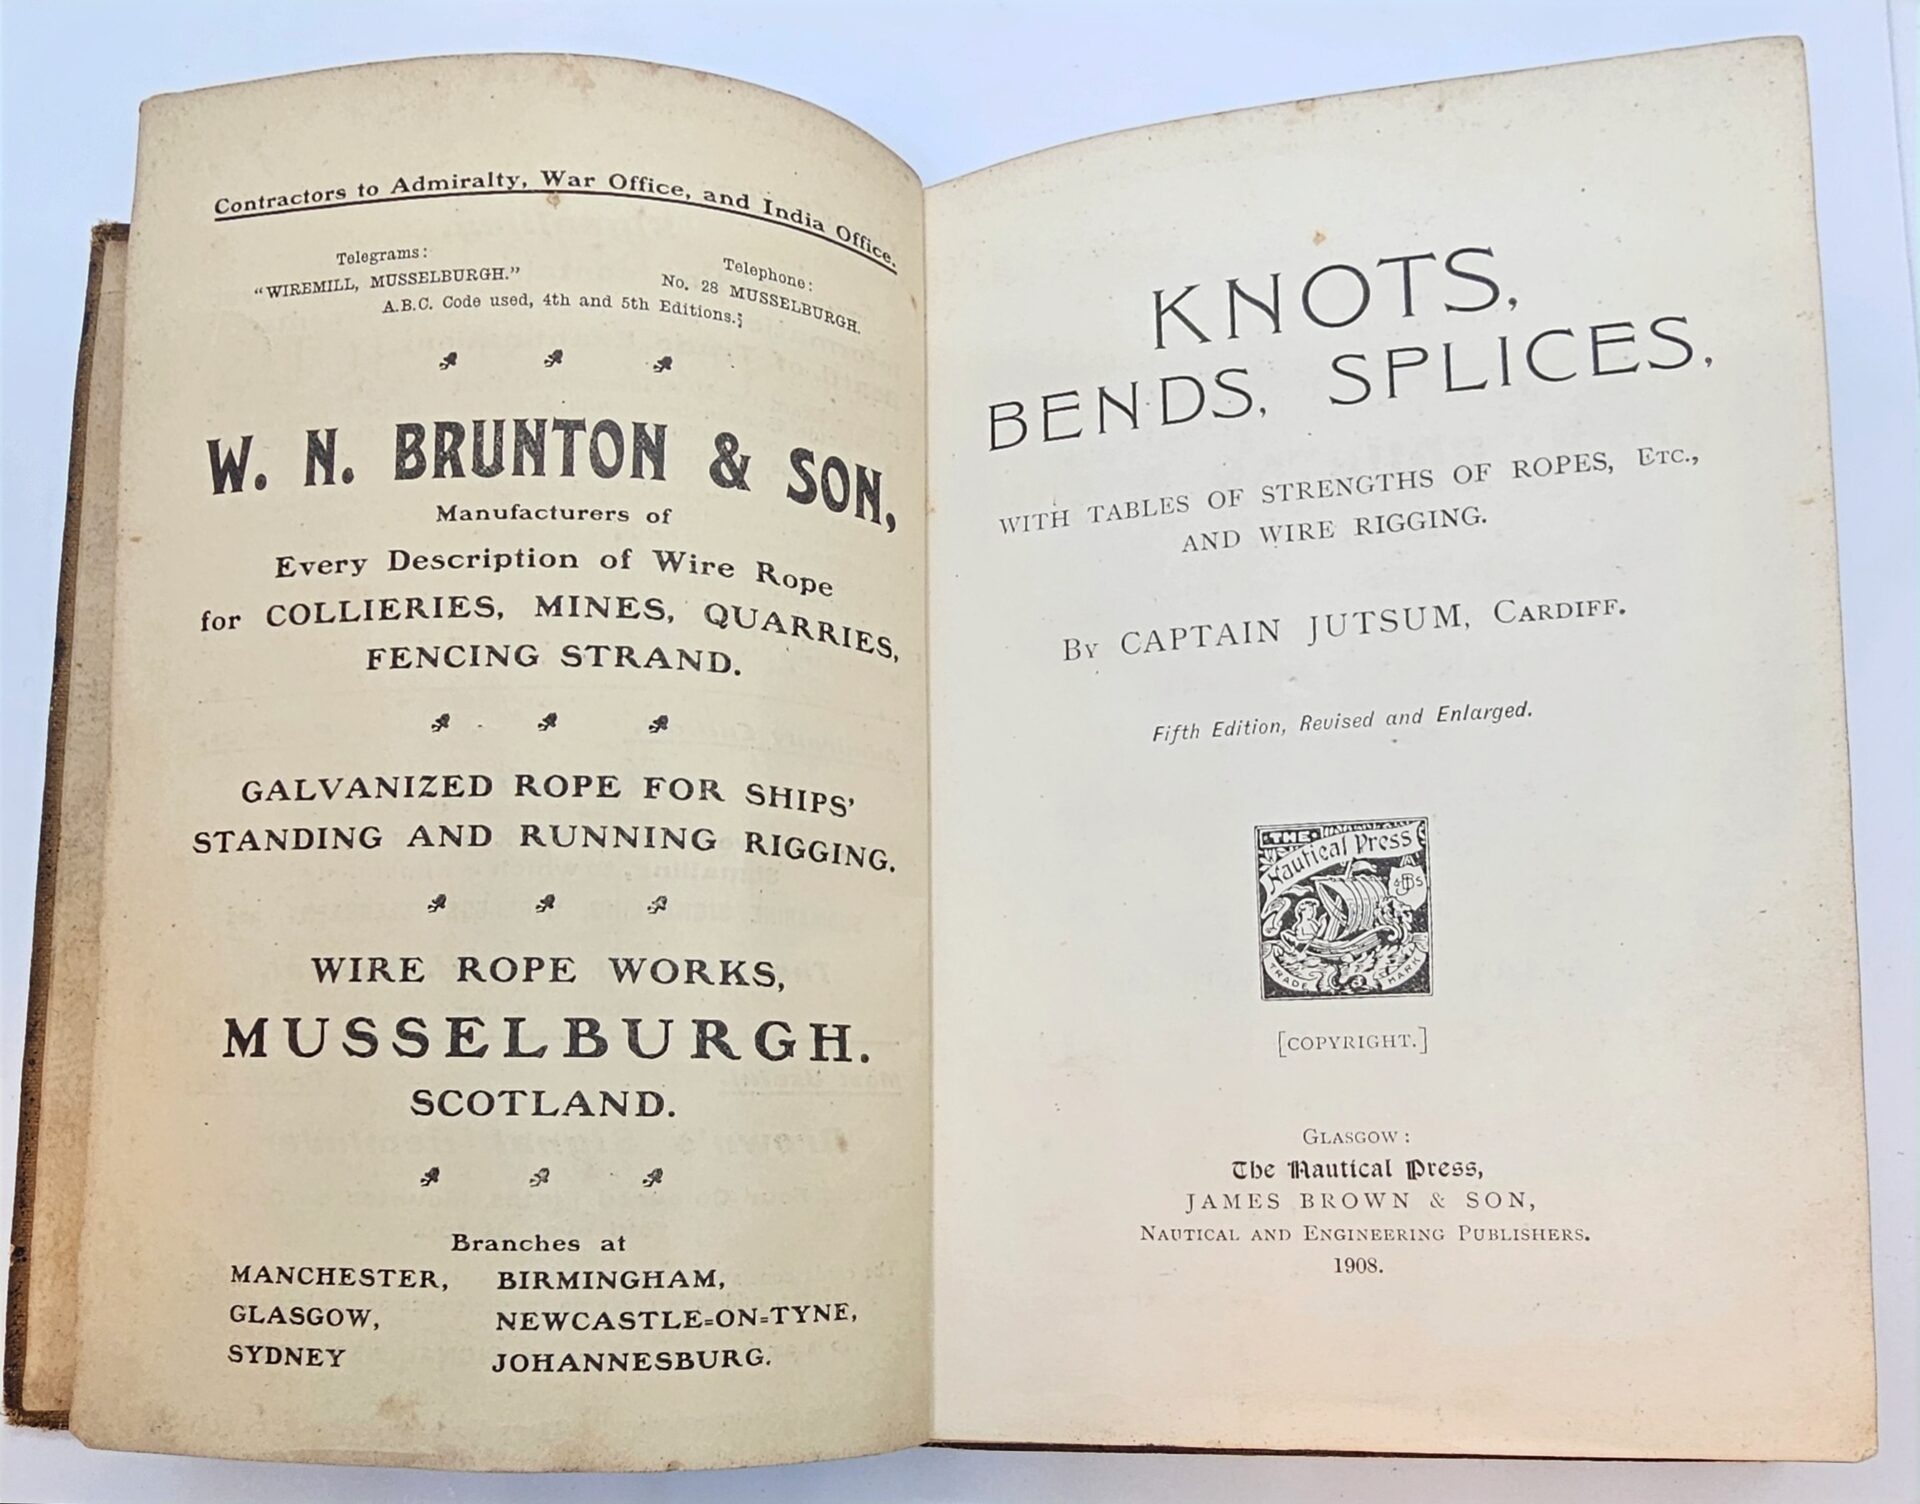 Contractors to Admiralty, War Office, and India Office.
Telegrams:
"WIREMILL, MUSSELBURGH."
Telephone:
No. 28 MUSSELBURGH.
A.B.C. Code used, 4th and 5th Editions.;
W. N. BRUNTON & SON,
Manufacturers of
Every Description of Wire Rope
for COLLIERIES, MINES, QUARRIES,
FENCING STRAND.
GALVANIZED ROPE FOR SHIPS'
STANDING AND RUNNING RIGGING.
WIRE ROPE WORKS,
MUSSELBURGH.
SCOTLAND.
Branches at
MANCHESTER, BIRMINGHAM,
GLASGOW, NEWCASTLE=ON=TYNE,
SYDNEY JOHANNESBURG.
KNOTS,
BENDS, SPLICES,
WITH TABLES OF STRENGTHS OF ROPES, ETC.,
AND WIRE RIGGING.
BY CAPTAIN JUTSUM, CARDIFF.
Fifth Edition, Revised and Enlarged.
THE
Nautical Press
JBS
TRADE MARK
[COPYRIGHT.]
GLASGOW:
The Nautical Press,
JAMES BROWN & SON,
NAUTICAL AND ENGINEERING PUBLISHERS.
1908.